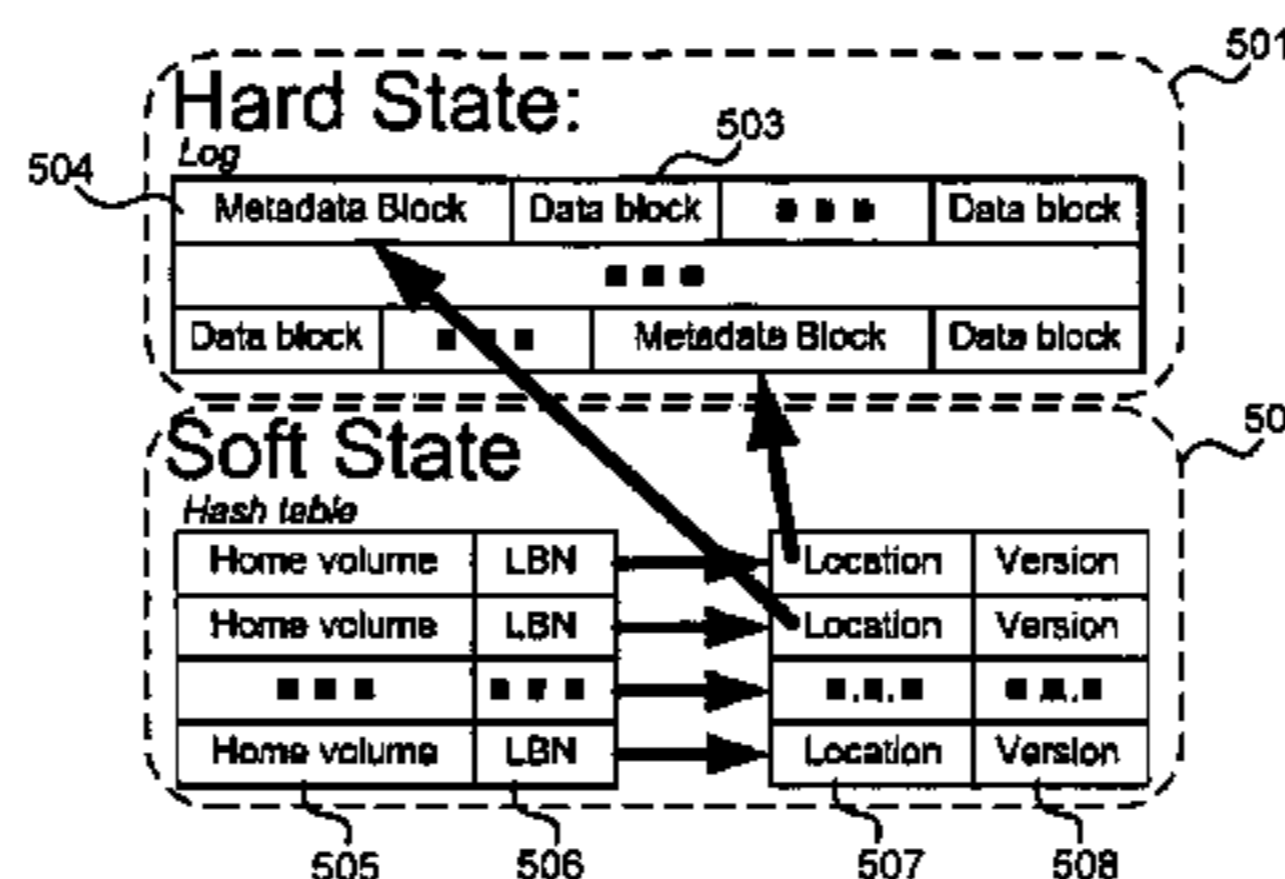 501
Hard State:
Log
503
504
Metadata Block Data block ■ ■ ■ Data block
■ ■ ■
Data block ■ ■ ■ Metadata Block Data block
50
Soft State
Hash table
Home volume LBN Location Version
Home volume LBN Location Version
■ ■ ■ ■ ■ ■ ■ ■ ■ ■ ■ ■
Home volume LBN Location Version
505 506 507 508